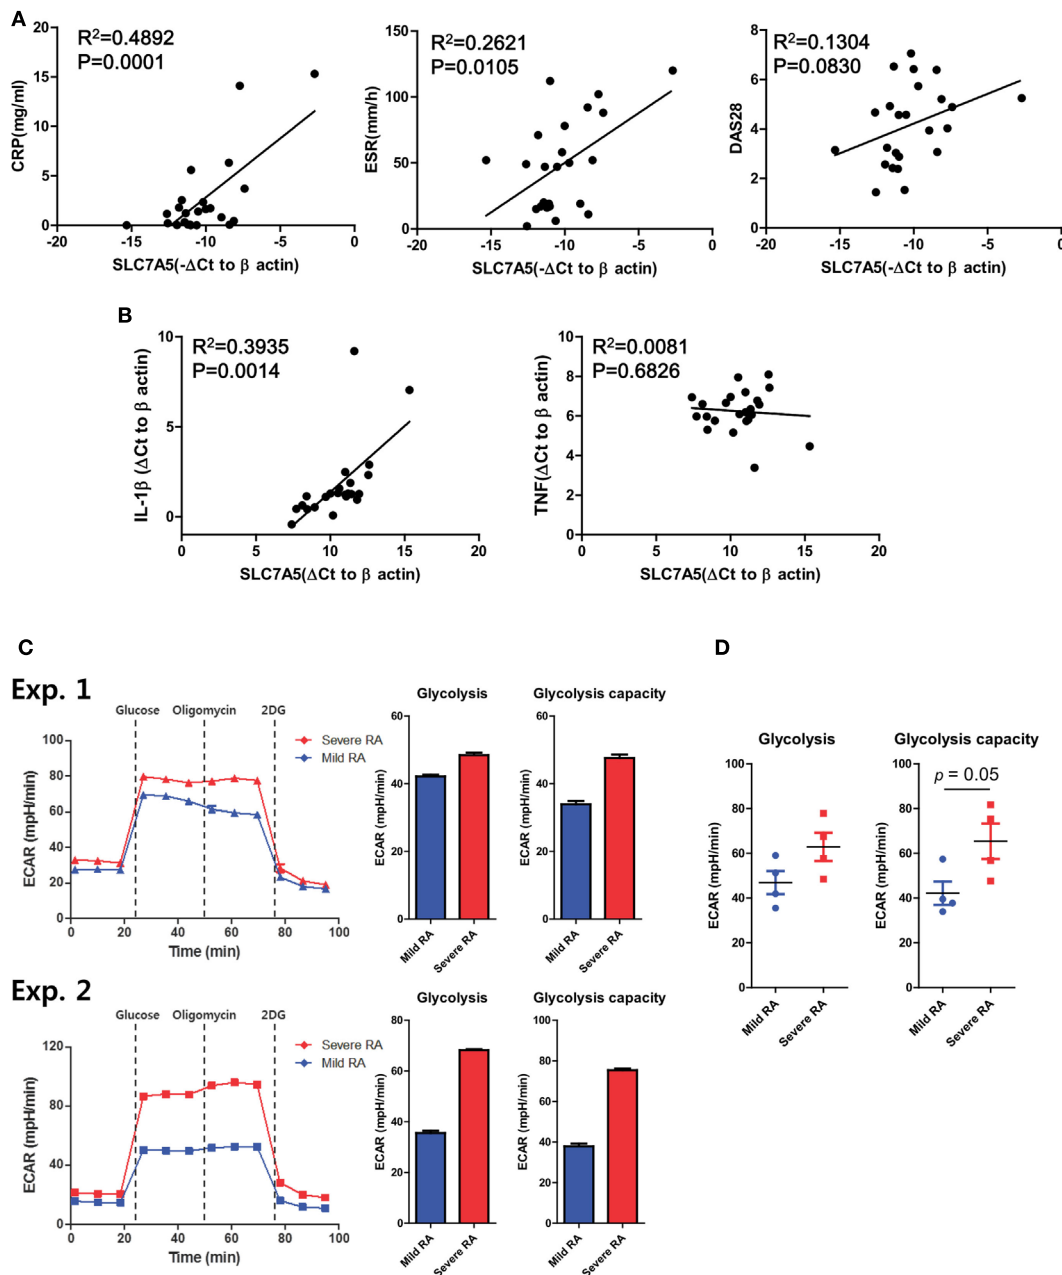 A
R²=0.4892
P=0.0001
CRP(mg/ml)
20
15
10
5
0
-20
-15
-10
-5
0
SLC7A5(-ΔCt to β actin)
R²=0.2621
P=0.0105
ESR(mm/h)
150
100
50
0
-20
-15
-10
-5
0
SLC7A5(-ΔCt to β actin)
R²=0.1304
P=0.0830
DAS28
8
6
4
2
0
-20
-15
-10
-5
0
SLC7A5(-ΔCt to β actin)
B
R²=0.3935
P=0.0014
IL-1β (ΔCt to β actin)
10
5
0
0
5
10
15
20
SLC7A5(ΔCt to β actin)
R²=0.0081
P=0.6826
TNF(ΔCt to β actin)
10
8
6
4
2
0
0
5
10
15
20
SLC7A5(ΔCt to β actin)
C
Exp. 1
Glucose
Oligomycin
2DG
Severe RA
Mild RA
ECAR (mpH/min)
100
80
60
40
20
0
0
20
40
60
80
100
Time (min)
Glycolysis
ECAR (mpH/min)
60
40
20
0
Mild RA
Severe RA
Glycolysis capacity
ECAR (mpH/min)
60
40
20
0
Mild RA
Severe RA
Exp. 2
Glucose
Oligomycin
2DG
Severe RA
Mild RA
ECAR (mpH/min)
120
80
40
0
0
20
40
60
80
100
Time (min)
Glycolysis
ECAR (mpH/min)
80
60
40
20
0
Mild RA
Severe RA
Glycolysis capacity
ECAR (mpH/min)
100
80
60
40
20
0
Mild RA
Severe RA
D
Glycolysis
ECAR (mpH/min)
100
80
60
40
20
0
Mild RA
Severe RA
Glycolysis capacity
p = 0.05
ECAR (mpH/min)
100
80
60
40
20
0
Mild RA
Severe RA